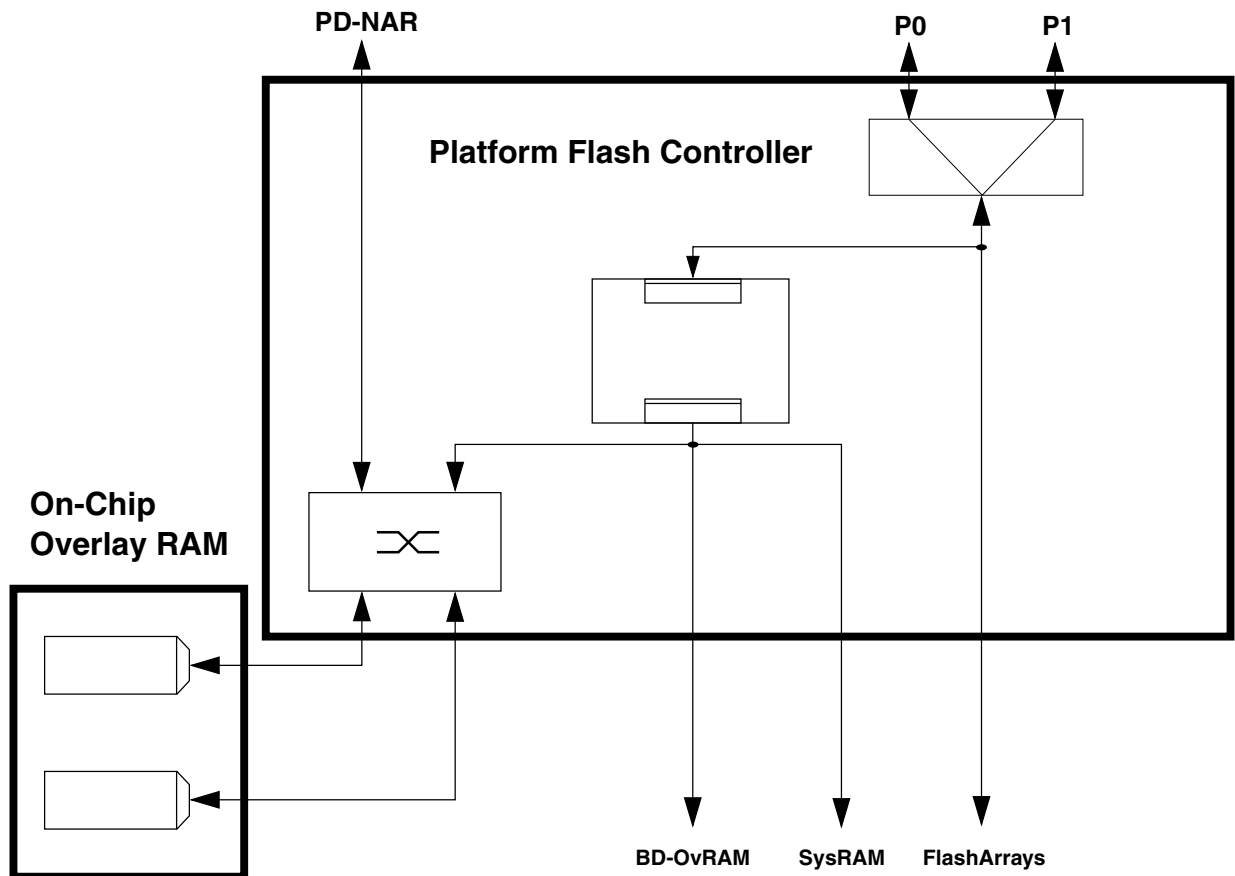 PD-NAR
P0
P1
Platform Flash Controller
On-Chip
Overlay RAM
BD-OvRAM
SysRAM
FlashArrays